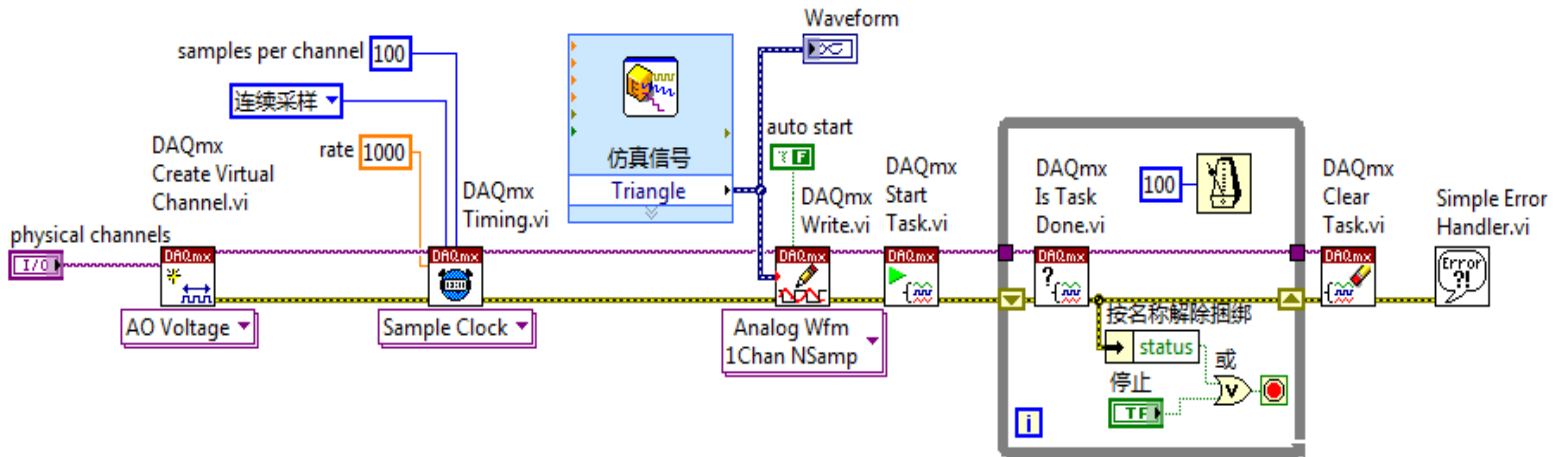 Waveform
samples per channel
100
连续采样
DAQmx
Create Virtual
Channel.vi
rate
1000
DAQmx
Timing.vi
仿真信号
Triangle
auto start
F
DAQmx
Write.vi
DAQmx
Start
Task.vi
DAQmx
Is Task
Done.vi
100
DAQmx
Clear
Task.vi
Simple Error
Handler.vi
physical channels
I/O
DAQmx
DAQmx
DAQmx
DAQmx
DAQmx
DAQmx
Error
?!
?
AO Voltage
Sample Clock
Analog Wfm
1Chan NSamp
按名称解除捆绑
status
或
V
停止
TF
i